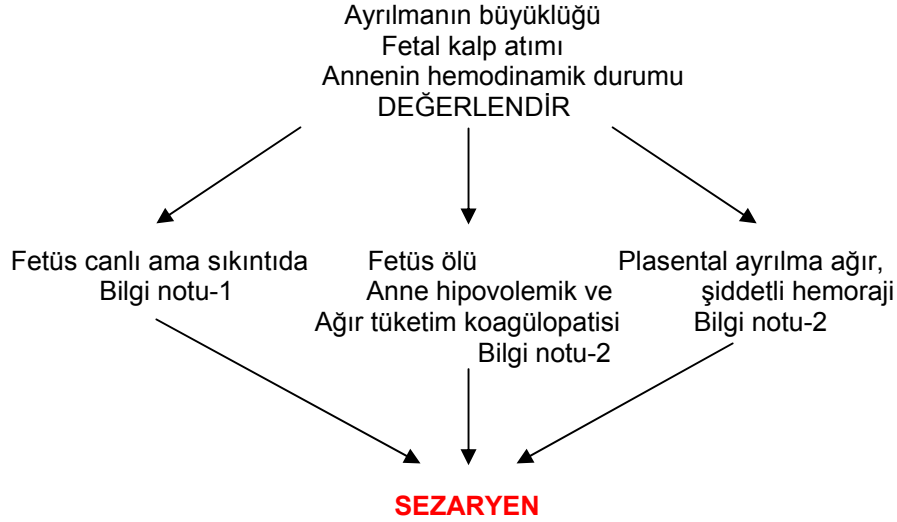 Ayrılmanın büyüklüğü
Fetal kalp atımı
Annenin hemodinamik durumu
DEĞERLENDİR
Fetüs canlı ama sıkıntıda
Bilgi notu-1
Fetüs ölü
Anne hipovolemik ve
Ağır tüketim koagülopatisi
Bilgi notu-2
Plasental ayrılma ağır,
şiddetli hemoraji
Bilgi notu-2
SEZARYEN